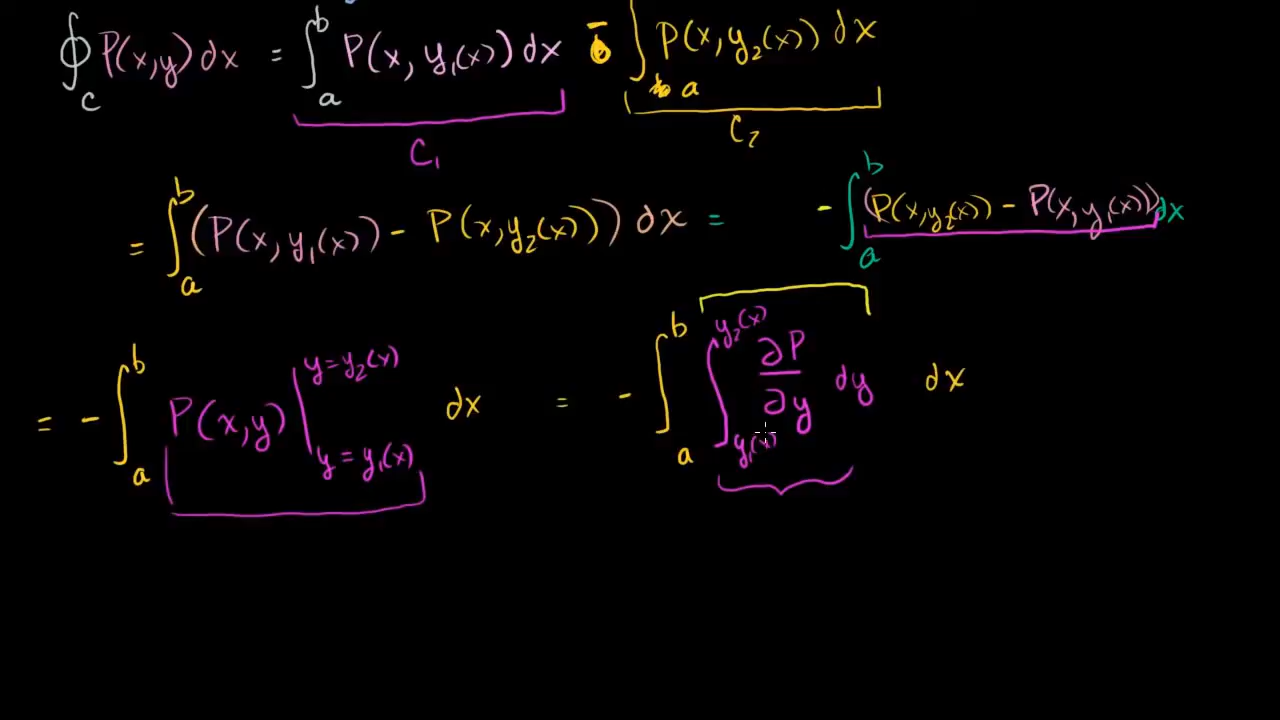 ∮_C P(x,y) dx = ∫_a^b P(x, y₁(x)) dx - ∫_a P(x, y₂(x)) dx
C₁ C₂
= ∫_a^b (P(x, y₁(x)) - P(x, y₂(x))) dx = - ∫_a^b (P(x, y₂(x)) - P(x, y₁(x))) dx
= - ∫_a^b P(x,y) |_{y = y₁(x)}^{y = y₂(x)} dx = - ∫_a^b ∫_{y₁(x)}^{y₂(x)} ∂P/∂y dy dx